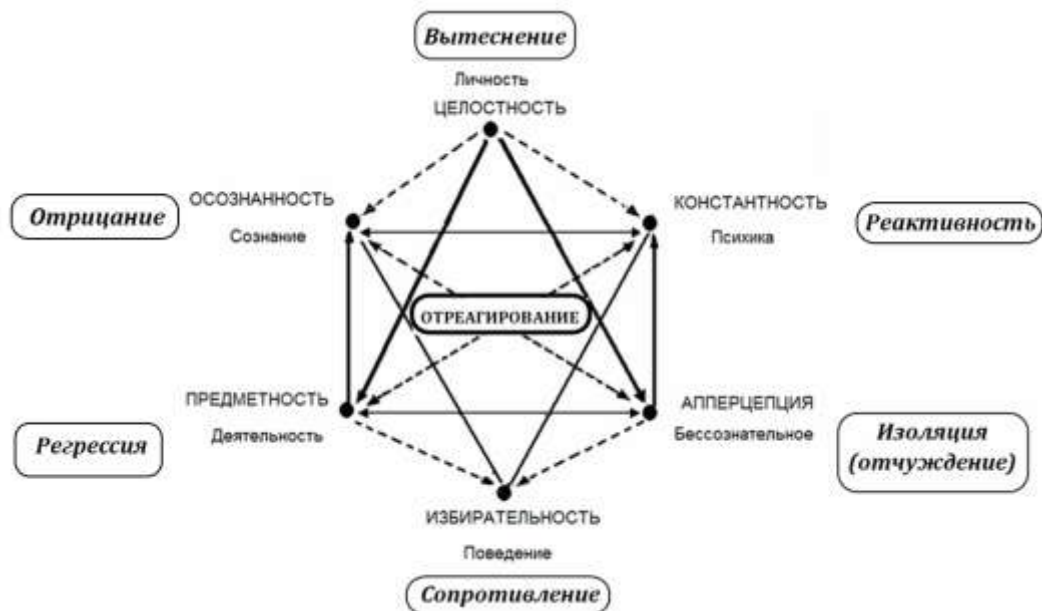 Вытеснение
Личность
ЦЕЛОСТНОСТЬ
ОСОЗНАННОСТЬ
КОНСТАНТНОСТЬ
Отрицание
Реактивность
Сознание
Психика
ОТРЕАГИРОВАНИЕ
ПРЕДМЕТНОСТЬ
АППЕРЦЕПЦИЯ
Регрессия
Деятельность
Бессознательное
Изоляция
(отчуждение)
ИЗБИРАТЕЛЬНОСТЬ
Поведение
Сопротивление